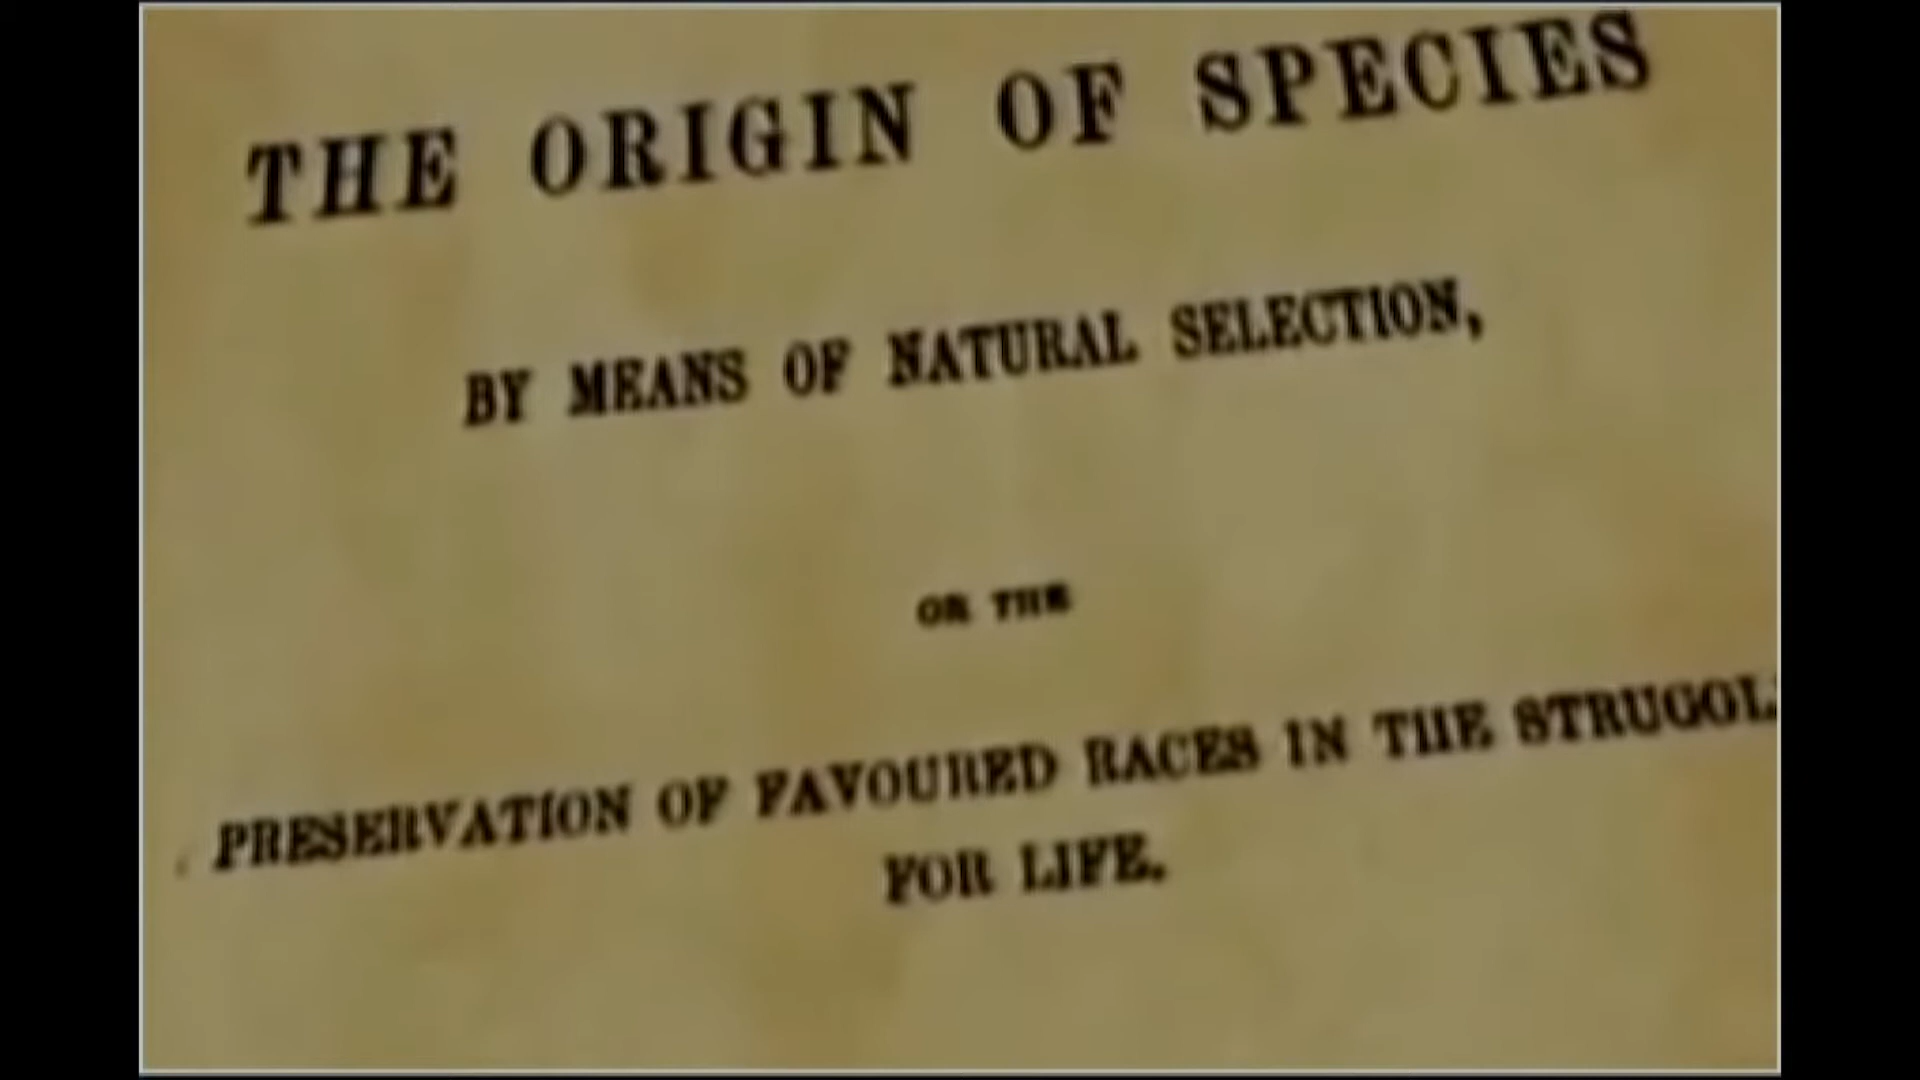 THE ORIGIN OF SPECIES
BY MEANS OF NATURAL SELECTION,
OR THE
PRESERVATION OF FAVOURED RACES IN THE STRUGGL
FOR LIFE.